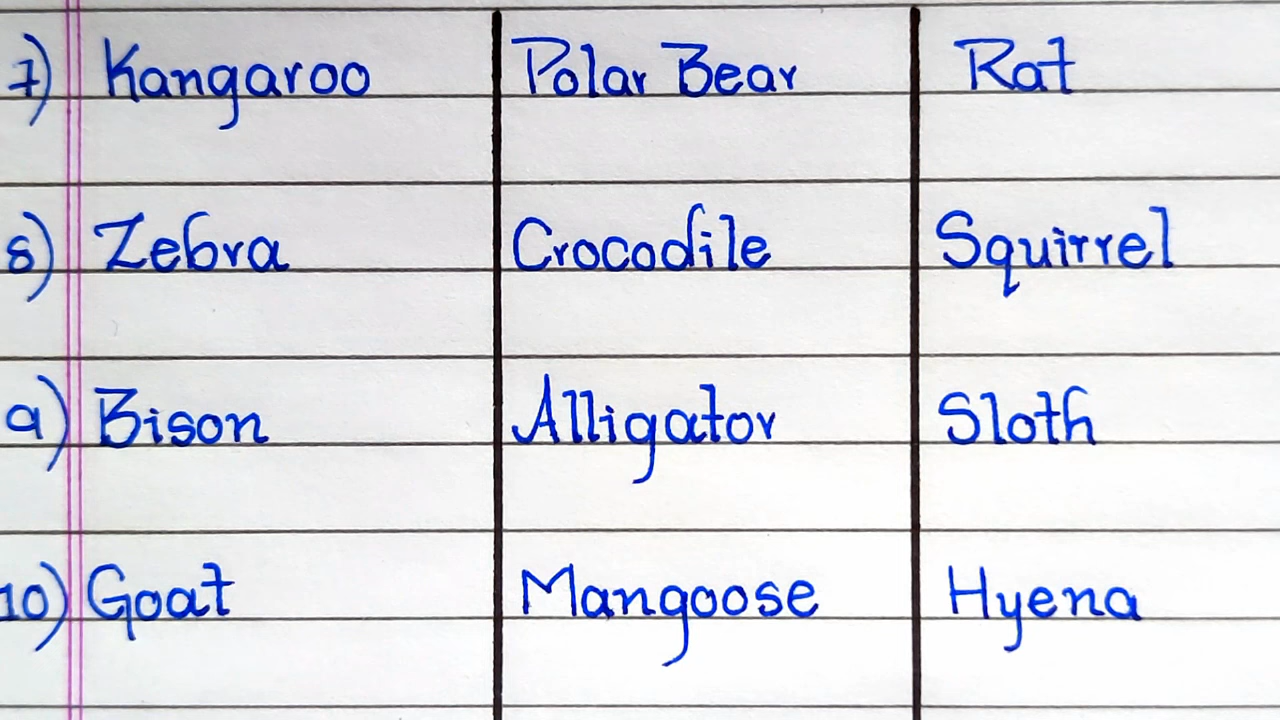 7) Kangaroo Polar Bear Rat
8) Zebra Crocodile Squirrel
9) Bison Alligator Sloth
10) Goat Mangoose Hyena